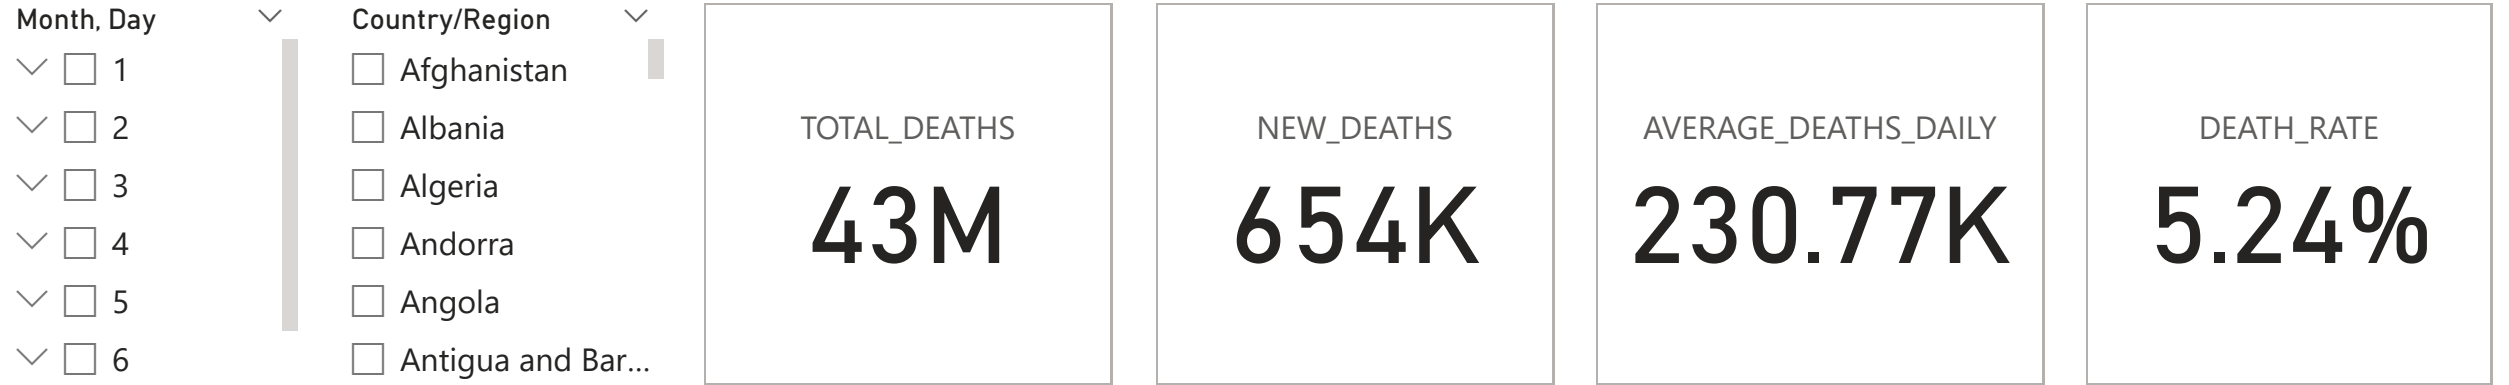 Month, Day
1
2
3
4
5
6
Country/Region
Afghanistan
Albania
Algeria
Andorra
Angola
Antigua and Bar...
TOTAL_DEATHS
43M
NEW_DEATHS
654K
AVERAGE_DEATHS_DAILY
230.77K
DEATH_RATE
5.24%